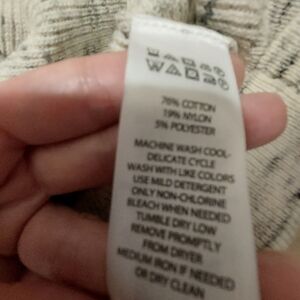 76% COTTON
19% NYLON
5% POLYESTER
MACHINE WASH COOL-
DELICATE CYCLE
WASH WITH LIKE COLORS
USE MILD DETERGENT
ONLY NON-CHLORINE
BLEACH WHEN NEEDED
TUMBLE DRY LOW
REMOVE PROMPTLY
FROM DRYER
MEDIUM IRON IF NEEDED
OR DRY CLEAN